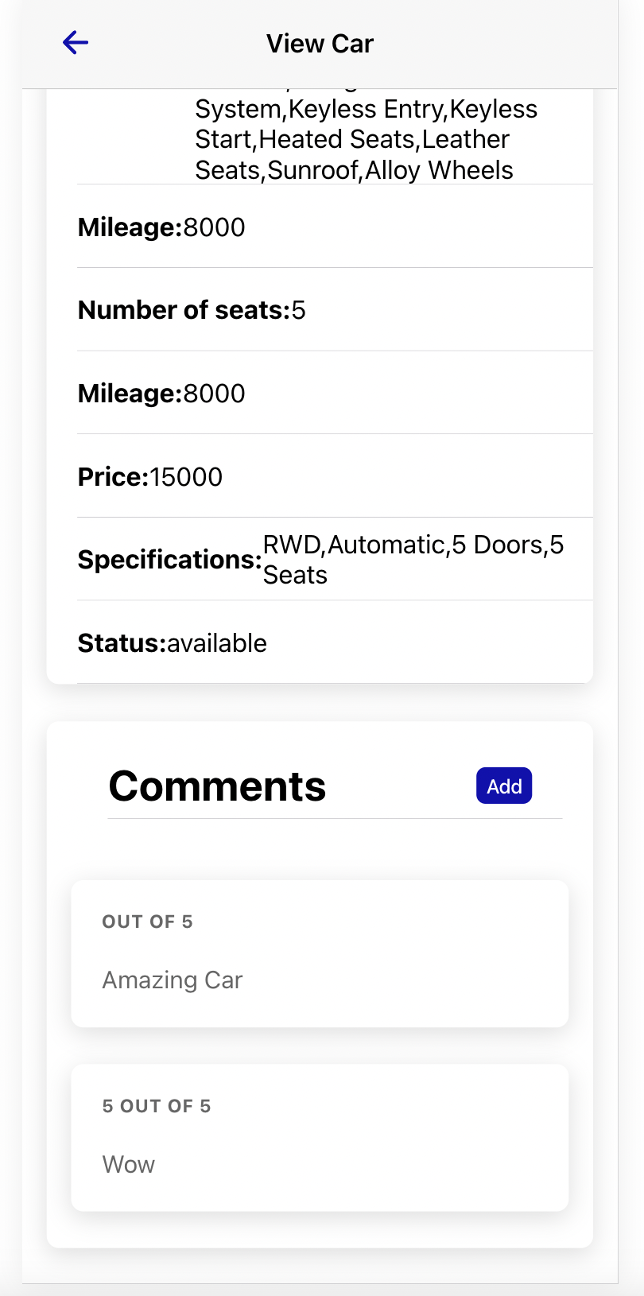 View Car
System,Keyless Entry,Keyless
Start,Heated Seats,Leather
Seats,Sunroof,Alloy Wheels
Mileage:8000
Number of seats:5
Mileage:8000
Price:15000
Specifications:RWD,Automatic,5 Doors,5
Seats
Status:available
Comments
Add
OUT OF 5
Amazing Car
5 OUT OF 5
Wow